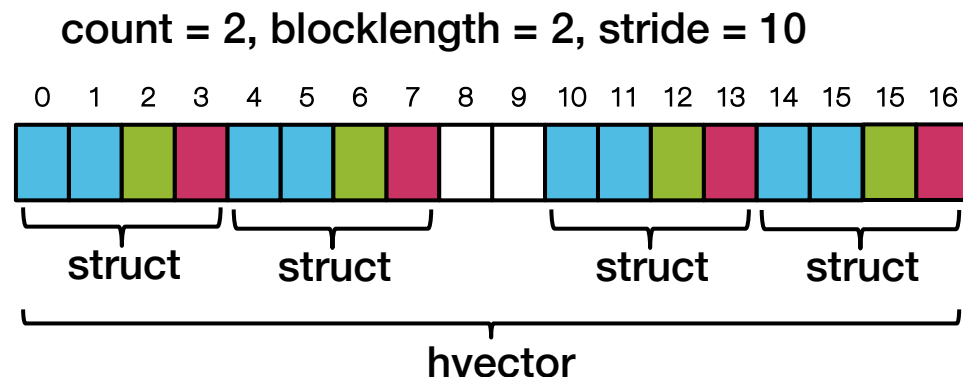 count = 2, blocklength = 2, stride = 10
0 1 2 3 4 5 6 7 8 9 10 11 12 13 14 15 15 16
struct struct struct struct
hvector